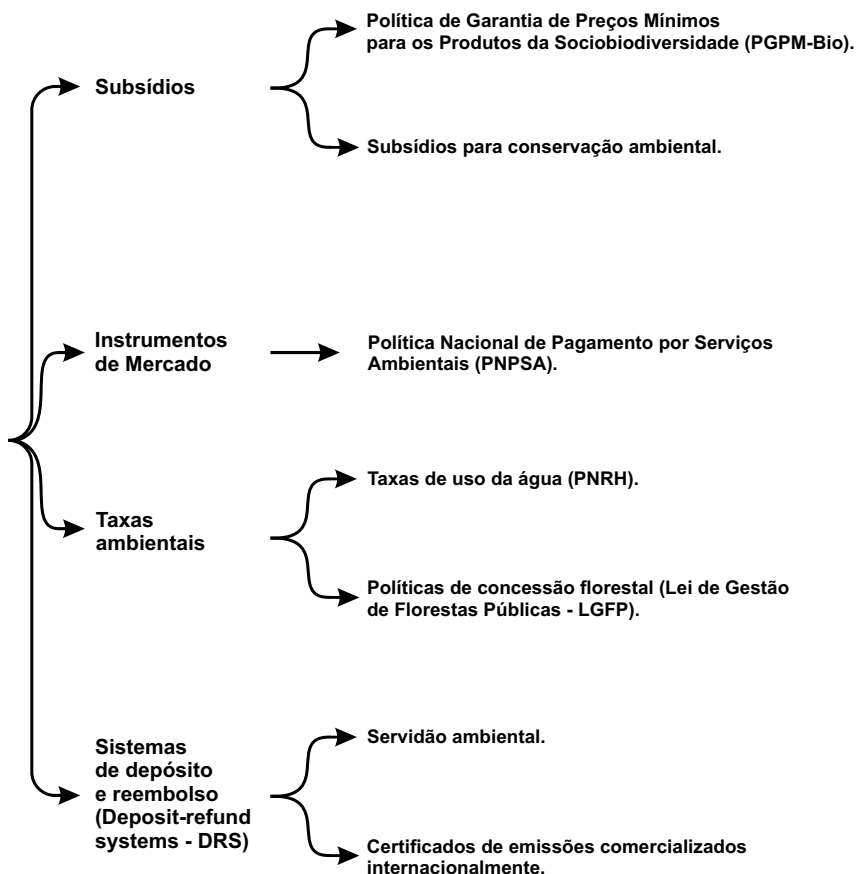 Subsídios
Política de Garantia de Preços Mínimos
para os Produtos da Sociobiodiversidade (PGPM-Bio).
Subsídios para conservação ambiental.
Instrumentos
de Mercado
Política Nacional de Pagamento por Serviços
Ambientais (PNPSA).
Taxas
ambientais
Taxas de uso da água (PNRH).
Políticas de concessão florestal (Lei de Gestão
de Florestas Públicas - LGFP).
Sistemas
de depósito
e reembolso
(Deposit-refund
systems - DRS)
Servidão ambiental.
Certificados de emissões comercializados
internacionalmente.